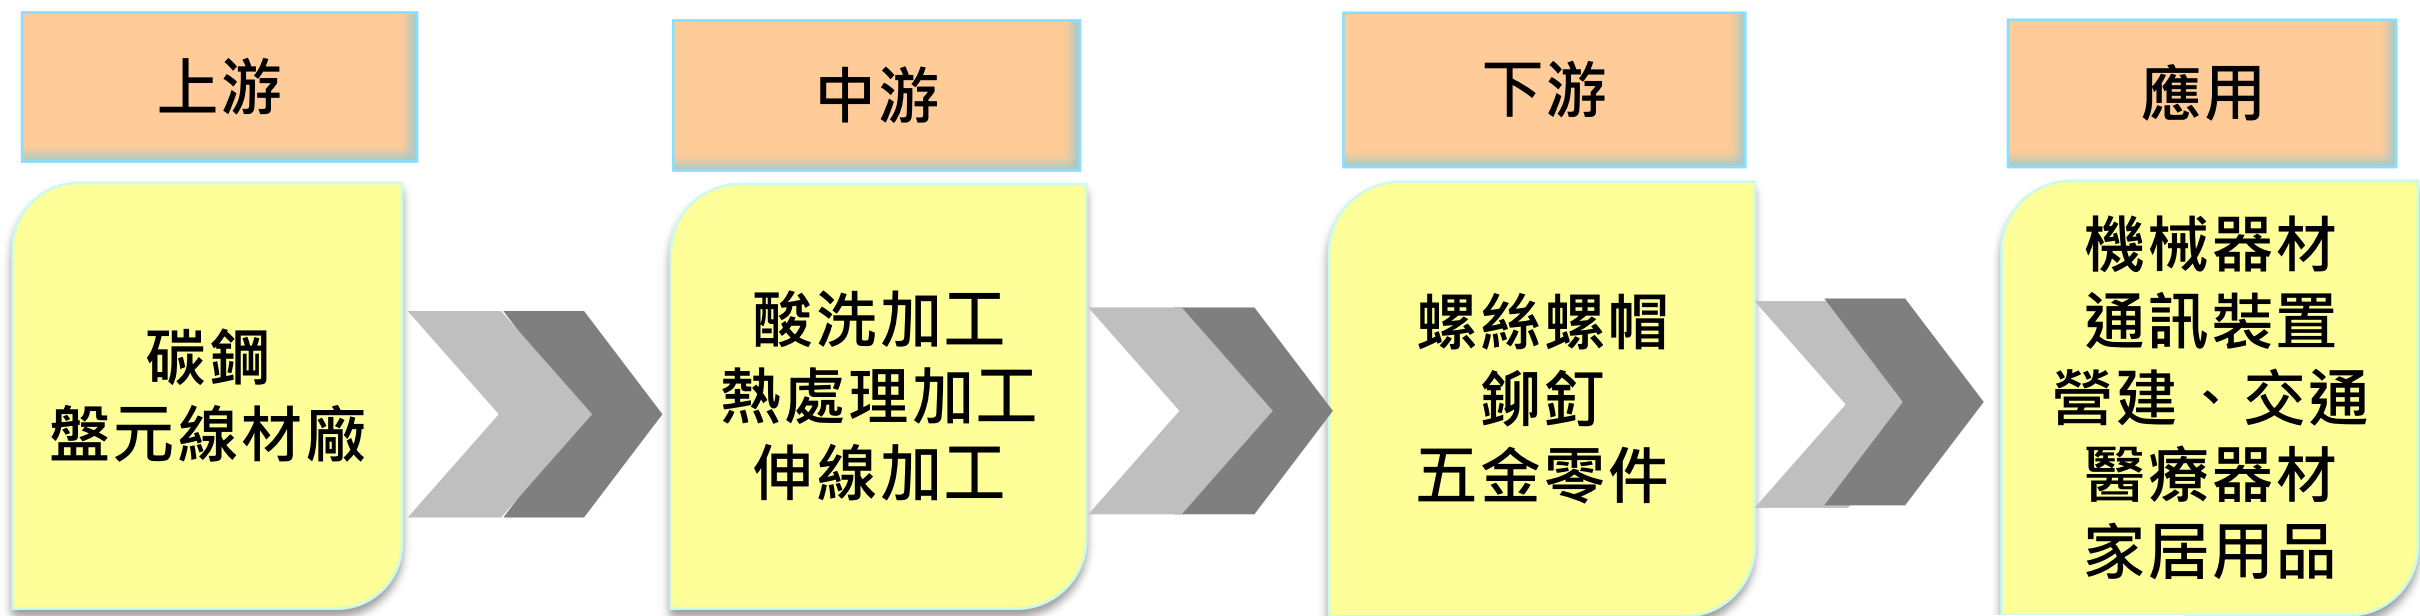 上游
碳鋼
盤元線材廠
中游
酸洗加工
熱處理加工
伸線加工
下游
螺絲螺帽
鉚釘
五金零件
應用
機械器材
通訊裝置
營建、交通
醫療器材
家居用品